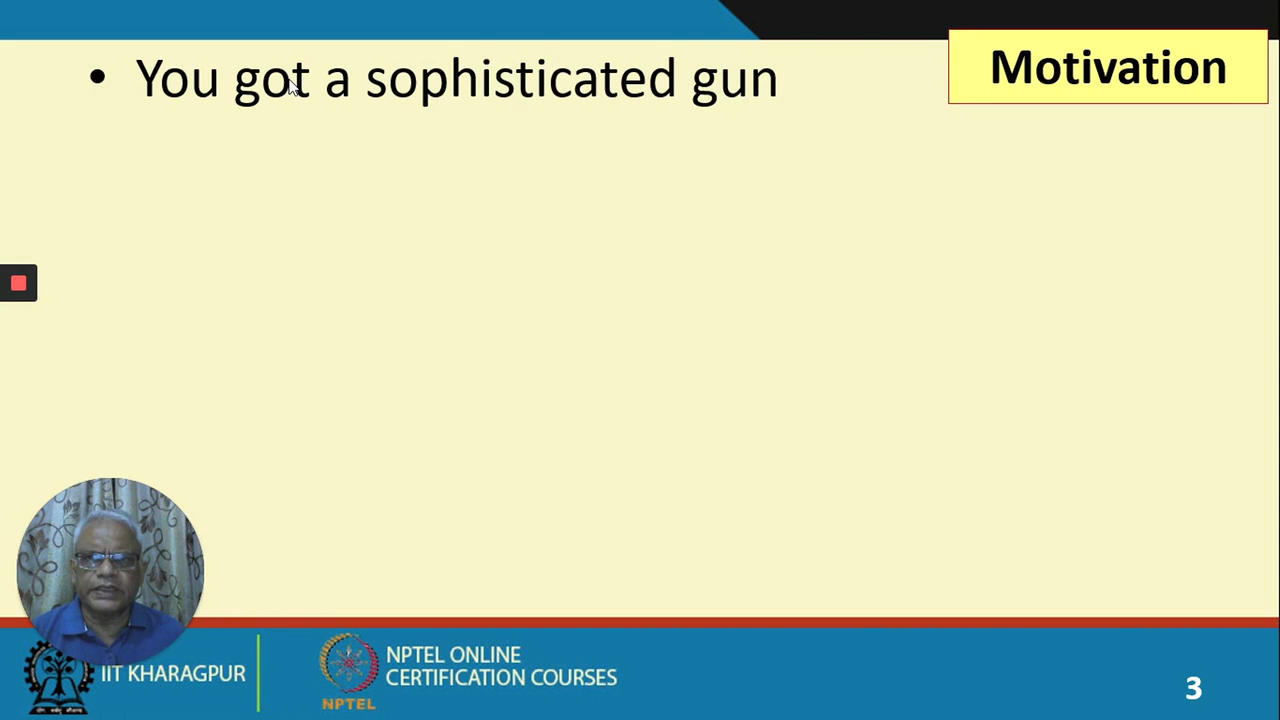 • You got a sophisticated gun
Motivation
IIT KHARAGPUR
NPTEL ONLINE
CERTIFICATION COURSES
NPTEL
3